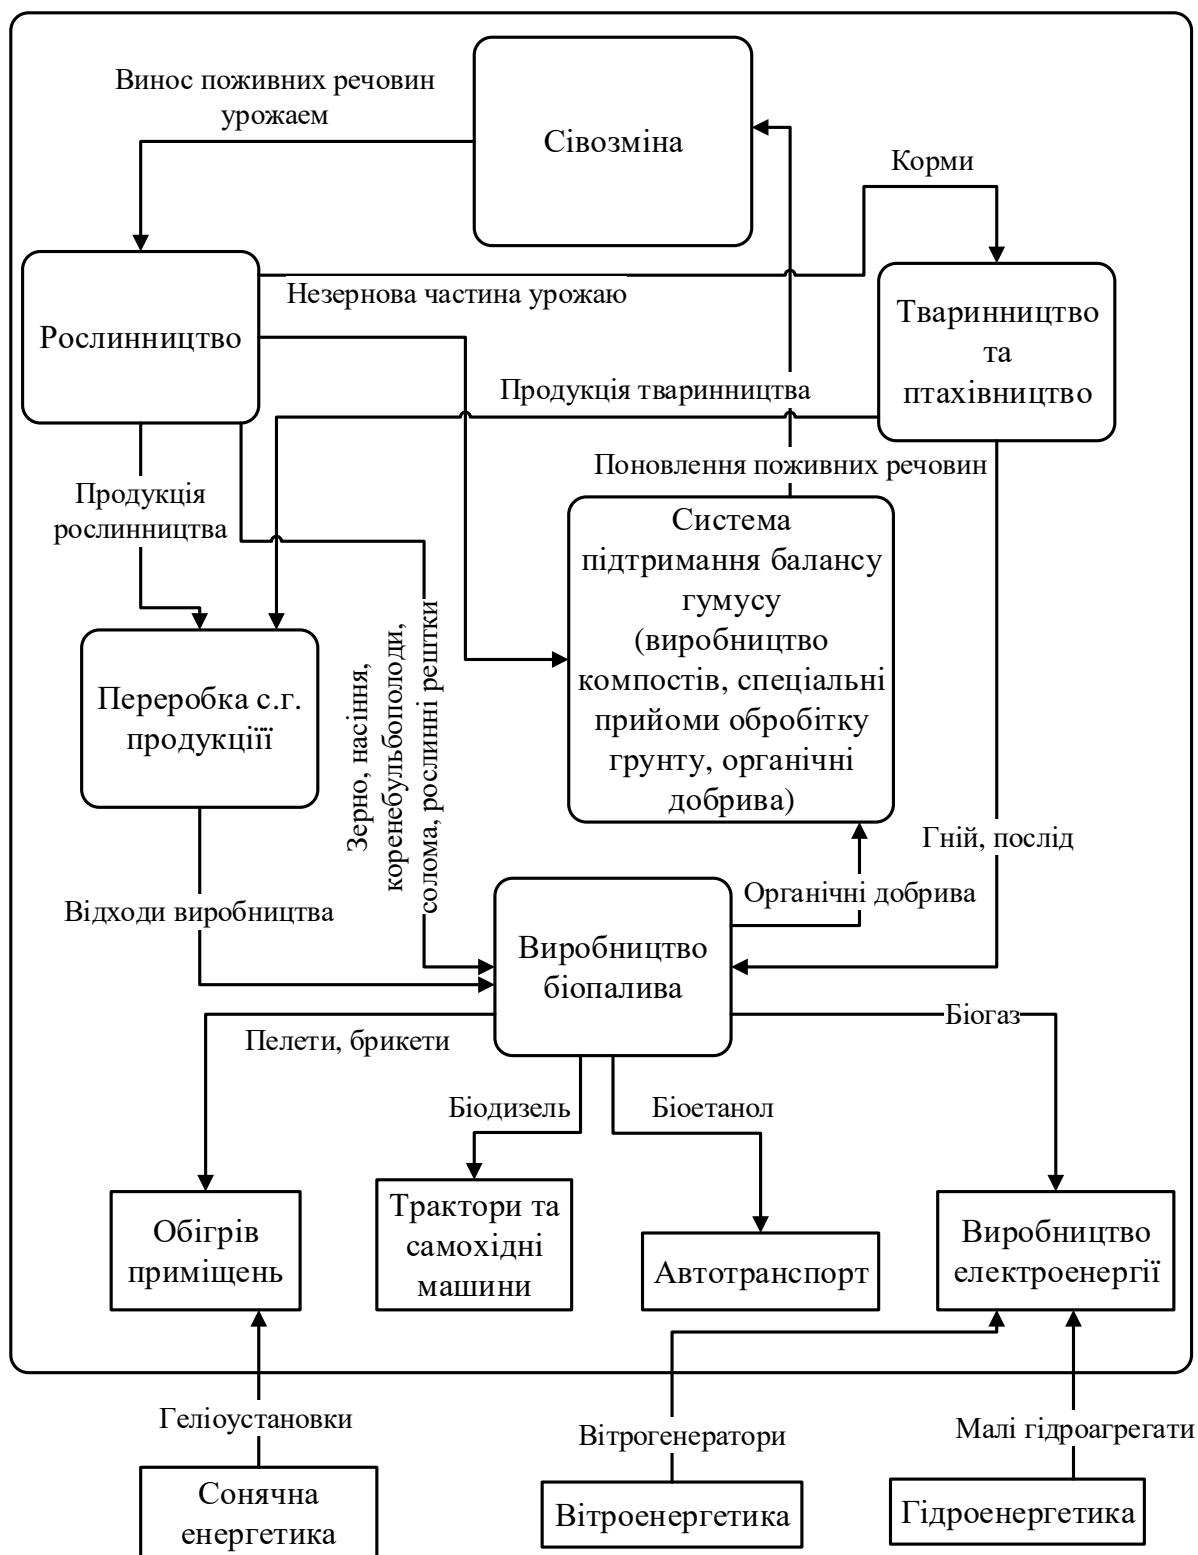 Винос поживних речовин
урожаем
Сівозміна
Корми
Незернова частина урожаю
Рослинництво
Тваринництво
та
птахівництво
Продукція тваринництва
Поновлення поживних речовин
Продукція
рослинництва
Система
підтримання балансу
гумусу
(виробництво
компостів, спеціальні
прийоми обробітку
грунту, органічні
добрива)
Зерно, насіння,
коренебульбополоди,
солома, рослинні рештки
Переробка с.г.
продукціїї
Гній, послід
Органічні добрива
Відходи виробництва
Виробництво
біопалива
Біогаз
Пелети, брикети
Біодизель
Біоетанол
Обігрів
приміщень
Трактори та
самохідні
машини
Автотранспорт
Виробництво
електроенергії
Геліоустановки
Вітрогенератори
Малі гідроагрегати
Сонячна
енергетика
Вітроенергетика
Гідроенергетика